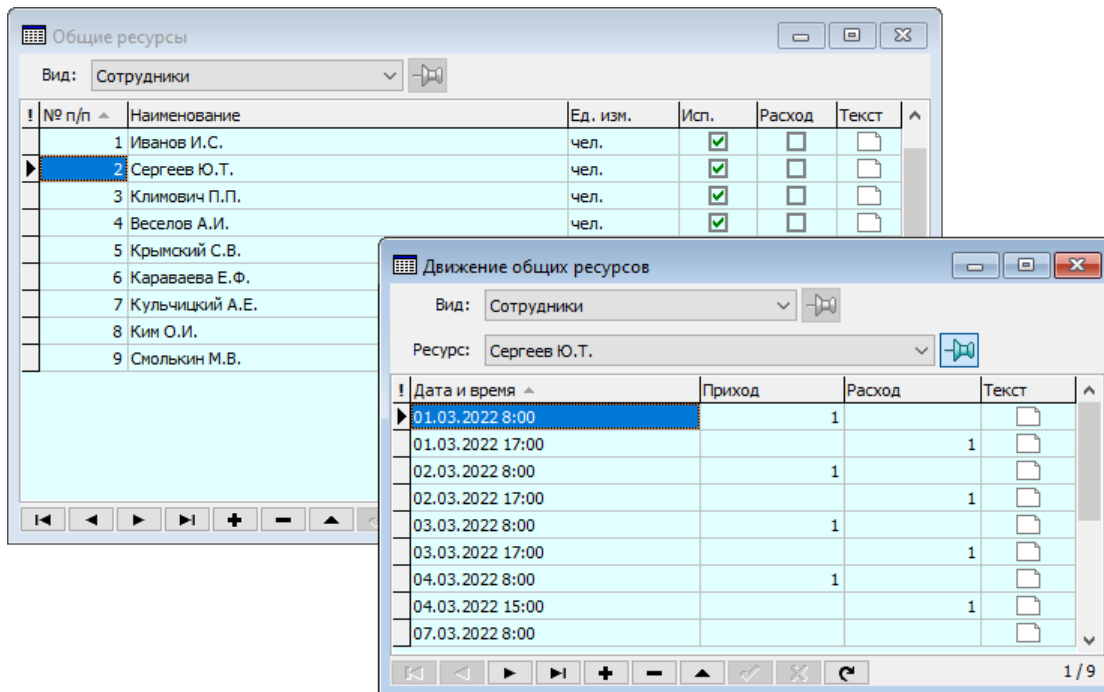 Общие ресурсы
Вид: Сотрудники
! № п/п Наименование Ед. изм. Исп. Расход Текст
1 Иванов И.С. чел.
2 Сергеев Ю.Т. чел.
3 Климович П.П. чел.
4 Веселов А.И. чел.
5 Крымский С.В.
6 Караваева Е.Ф.
7 Кульчицкий А.Е.
8 Ким О.И.
9 Смолькин М.В.
Движение общих ресурсов
Вид: Сотрудники
Ресурс: Сергеев Ю.Т.
! Дата и время Приход Расход Текст
01.03.2022 8:00 1
01.03.2022 17:00 1
02.03.2022 8:00 1
02.03.2022 17:00 1
03.03.2022 8:00 1
03.03.2022 17:00 1
04.03.2022 8:00 1
04.03.2022 15:00 1
07.03.2022 8:00
1 / 9